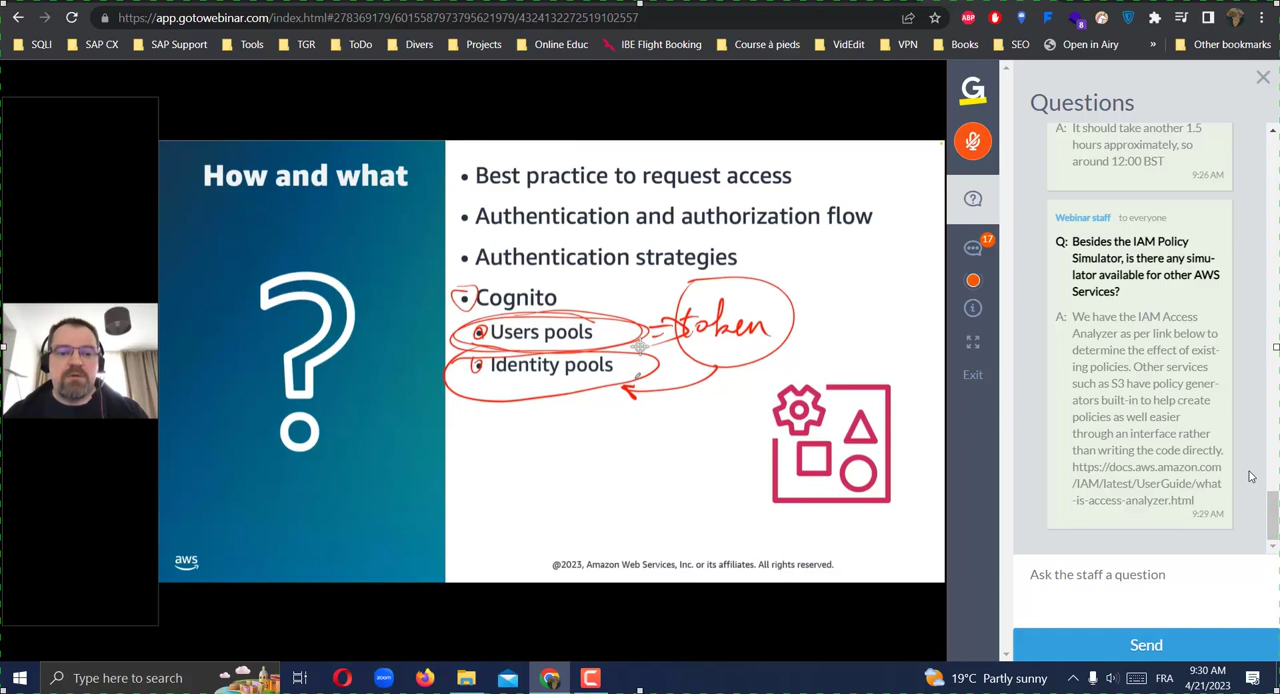 https://app.gotowebinar.com/index.html#278369179/6015587973795621979/4324132272519102557
ABP
8
SQLI
SAP CX
SAP Support
Tools
TGR
ToDo
Divers
Projects
Online Educ
IBE Flight Booking
Course à pieds
VidEdit
VPN
Books
SEO
Open in Airy
»
Other bookmarks
How and what
• Best practice to request access
• Authentication and authorization flow
• Authentication strategies
• Cognito
• Users pools
= token
• Identity pools
aws
@2023, Amazon Web Services, Inc. or its affiliates. All rights reserved.
G
17
Exit
Questions
A: It should take another 1.5
hours approximately, so
around 12:00 BST
9:26 AM
Webinar staff to everyone
Q: Besides the IAM Policy
Simulator, is there any simu-
lator available for other AWS
Services?
A: We have the IAM Access
Analyzer as per link below to
determine the effect of exist-
ing policies. Other services
such as S3 have policy gener-
ators built-in to help create
policies as well easier
through an interface rather
than writing the code directly.
https://docs.aws.amazon.com
/IAM/latest/UserGuide/what
-is-access-analyzer.html
9:29 AM
Ask the staff a question
Send
Type here to search
zoom
19°C Partly sunny
FRA
9:30 AM
4/21/2023